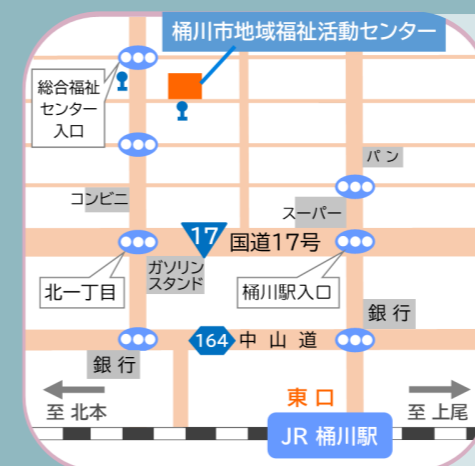 桶川市地域福祉活動センター
総合福祉
センター
入口
パン
コンビニ
スーパー
17
国道17号
ガソリン
スタンド
北一丁目
桶川駅入口
銀 行
164
中 山 道
銀 行
東 口
至 北本
至 上尾
JR 桶川駅